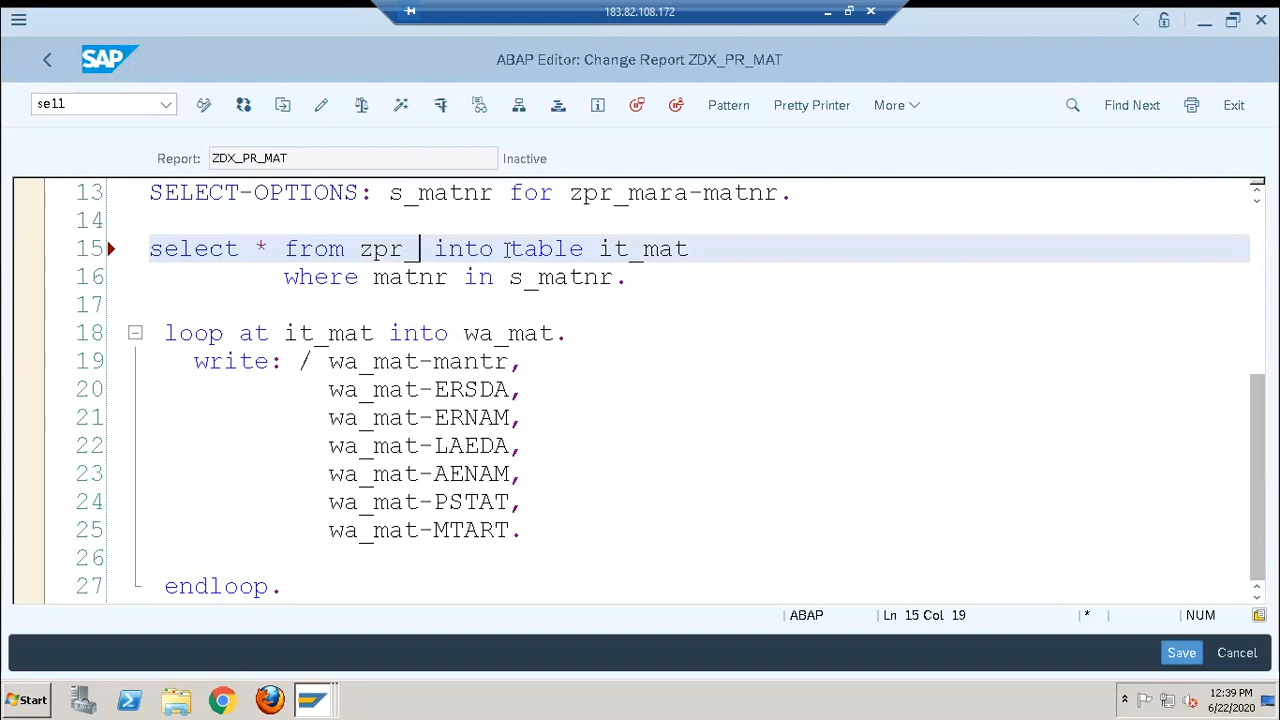 183.82.108.172
SAP
ABAP Editor: Change Report ZDX_PR_MAT
se11
Pattern
Pretty Printer
More
Find Next
Exit
Report: ZDX_PR_MAT Inactive
13 SELECT-OPTIONS: s_matnr for zpr_mara-matnr.
14
15 select * from zpr_ into table it_mat
16 where matnr in s_matnr.
17
18 loop at it_mat into wa_mat.
19 write: / wa_mat-mantr,
20 wa_mat-ERSDA,
21 wa_mat-ERNAM,
22 wa_mat-LAEDA,
23 wa_mat-AENAM,
24 wa_mat-PSTAT,
25 wa_mat-MTART.
26
27 endloop.
ABAP Ln 15 Col 19 * NUM
Save Cancel
Start
12:39 PM
6/22/2020